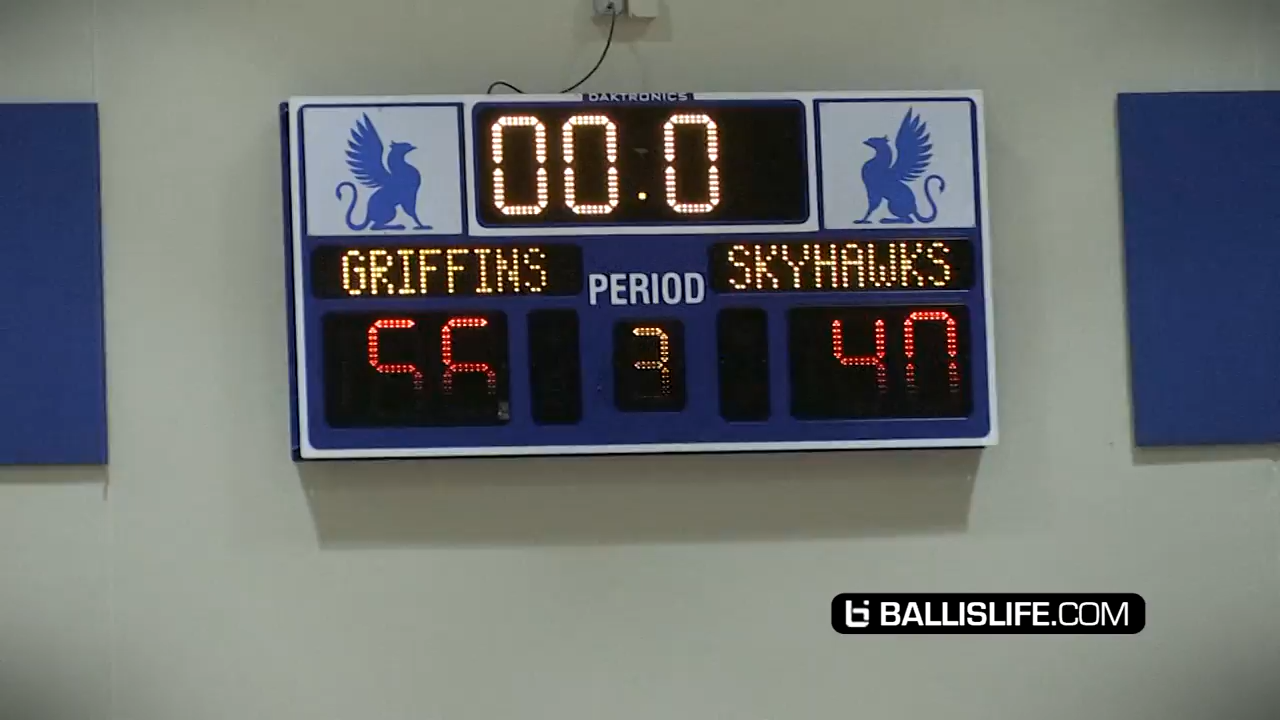 DAKTRONICS
00.0
GRIFFINS
PERIOD
SKYHAWKS
56
3
40
BALLISLIFE.COM